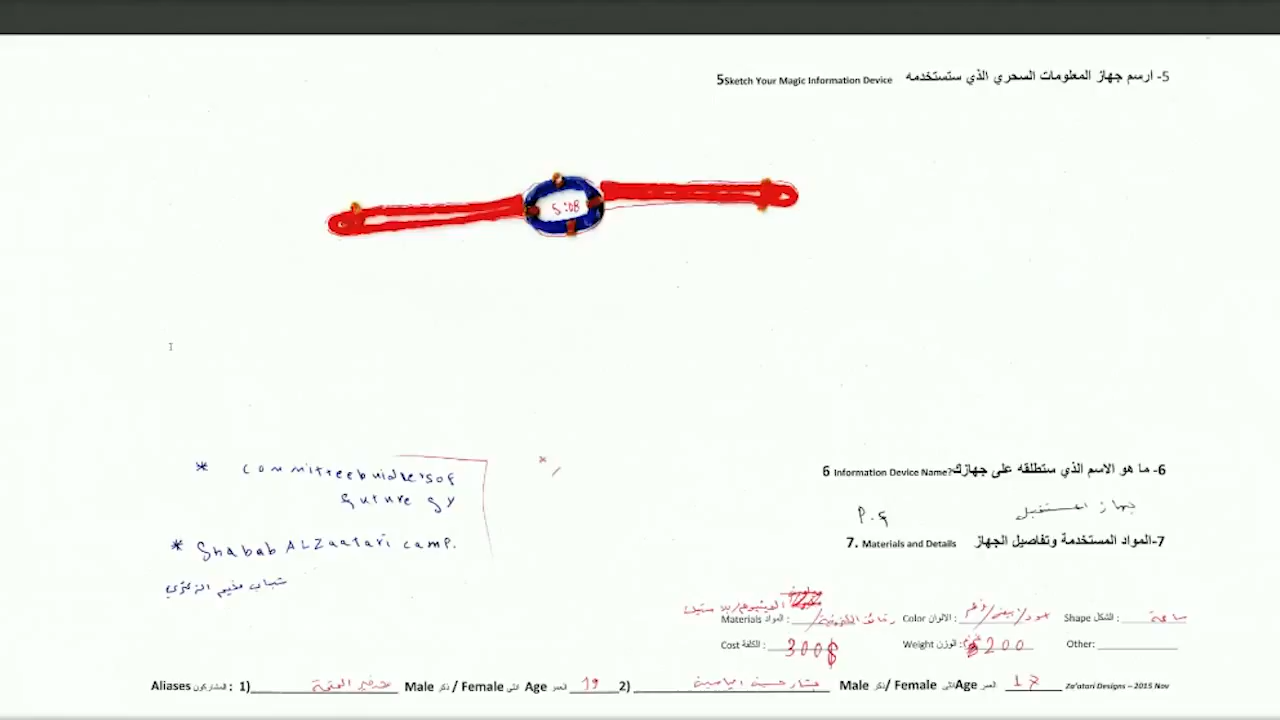 5Sketch Your Magic Information Device 5- ارسم جهاز المعلومات السحري الذي ستستخدمه
5:08
6 Information Device Name? 6- ما هو الاسم الذي ستطلقه على جهازك
P.F جهاز المستقبل
7. Materials and Details 7-المواد المستخدمة وتفاصيل الجهاز
* committee buidlers of
future sy
* Shabab ALZaatari camp.
شباب مخيم الزعتري
Materials المواد : Color الالوان : Shape الشكل : ساعة
Cost الكلفة : 300$ Weight الوزن : 200 Other:
Aliases المشاركون : 1) Male ذكر / Female انثى Age العمر 19 2) Male ذكر / Female انثى Age العمر 17 Za'atari Designs – 2015 Nov